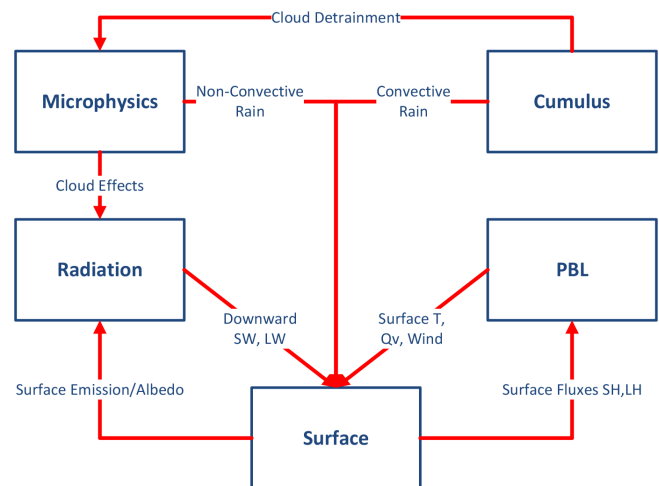 Cloud Detrainment
Microphysics
Non-Convective
Rain
Convective
Rain
Cumulus
Cloud Effects
Radiation
PBL
Downward
SW, LW
Surface T,
Qv, Wind
Surface Emission/Albedo
Surface Fluxes SH,LH
Surface